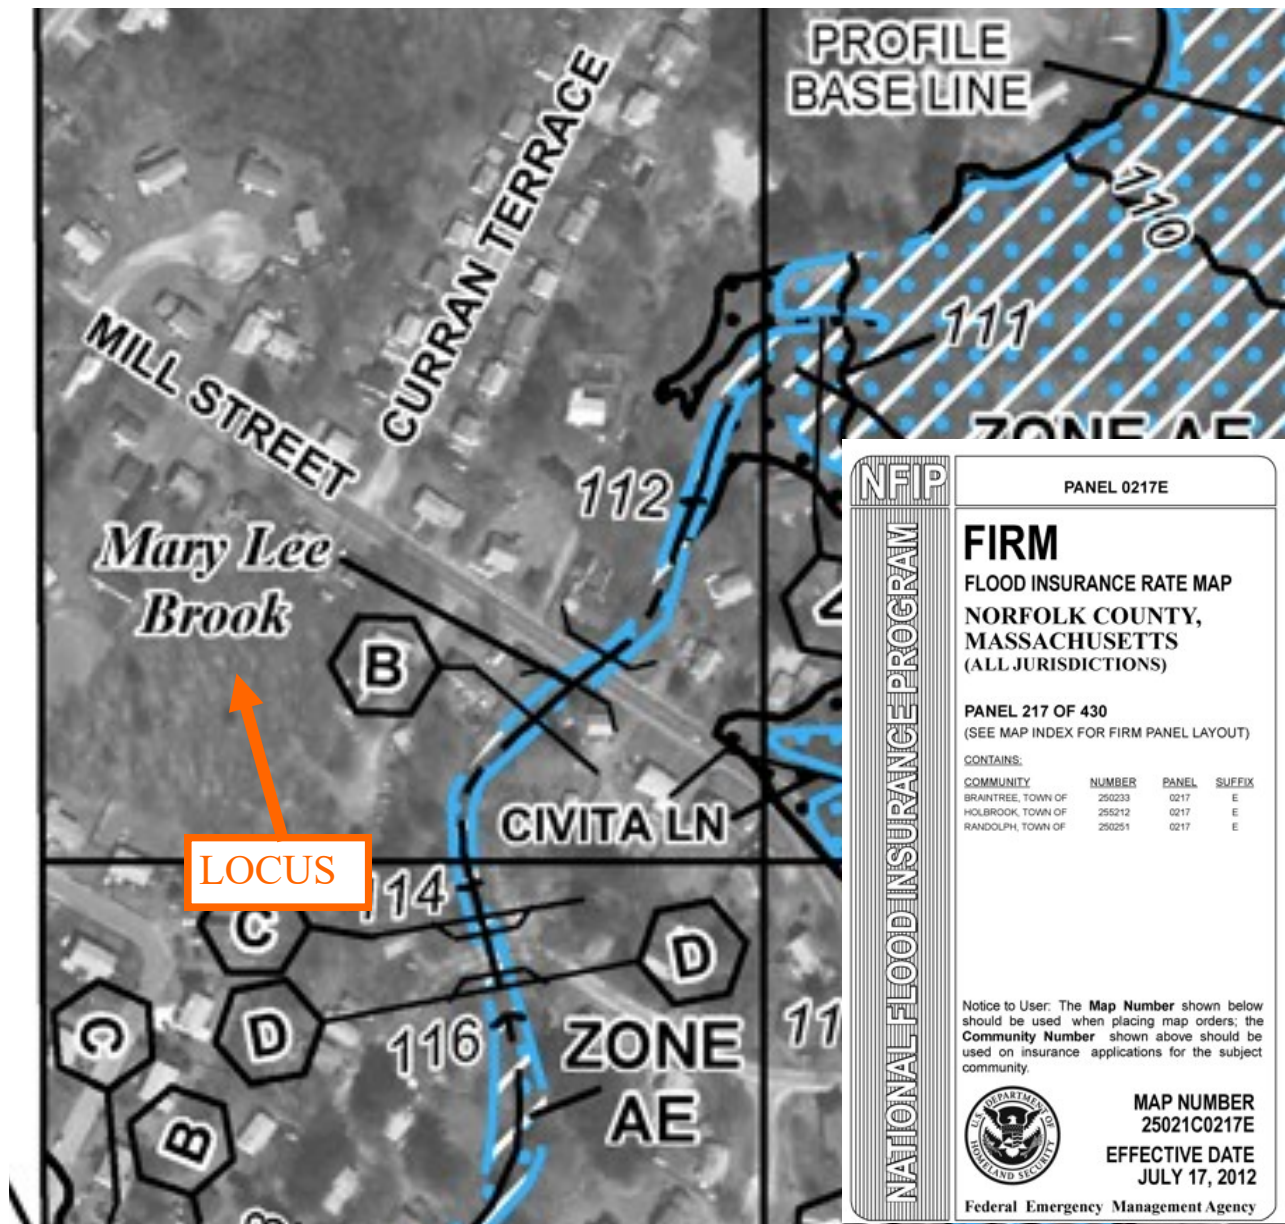 PROFILE
BASE LINE
CURRAN TERRACE
110
111
MILL STREET
ZONE AE
112
Mary Lee
Brook
B
CIVITA LN
LOCUS
114
C
D
D
C
116
ZONE
AE
11
B
NFIP
NATIONAL FLOOD INSURANCE PROGRAM
PANEL 0217E
FIRM
FLOOD INSURANCE RATE MAP
NORFOLK COUNTY,
MASSACHUSETTS
(ALL JURISDICTIONS)
PANEL 217 OF 430
(SEE MAP INDEX FOR FIRM PANEL LAYOUT)
CONTAINS:
COMMUNITY NUMBER PANEL SUFFIX
BRAINTREE, TOWN OF 250233 0217 E
HOLBROOK, TOWN OF 255212 0217 E
RANDOLPH, TOWN OF 250251 0217 E
Notice to User: The Map Number shown below
should be used when placing map orders; the
Community Number shown above should be
used on insurance applications for the subject
community.
U.S. DEPARTMENT OF
HOMELAND SECURITY
MAP NUMBER
25021C0217E
EFFECTIVE DATE
JULY 17, 2012
Federal Emergency Management Agency